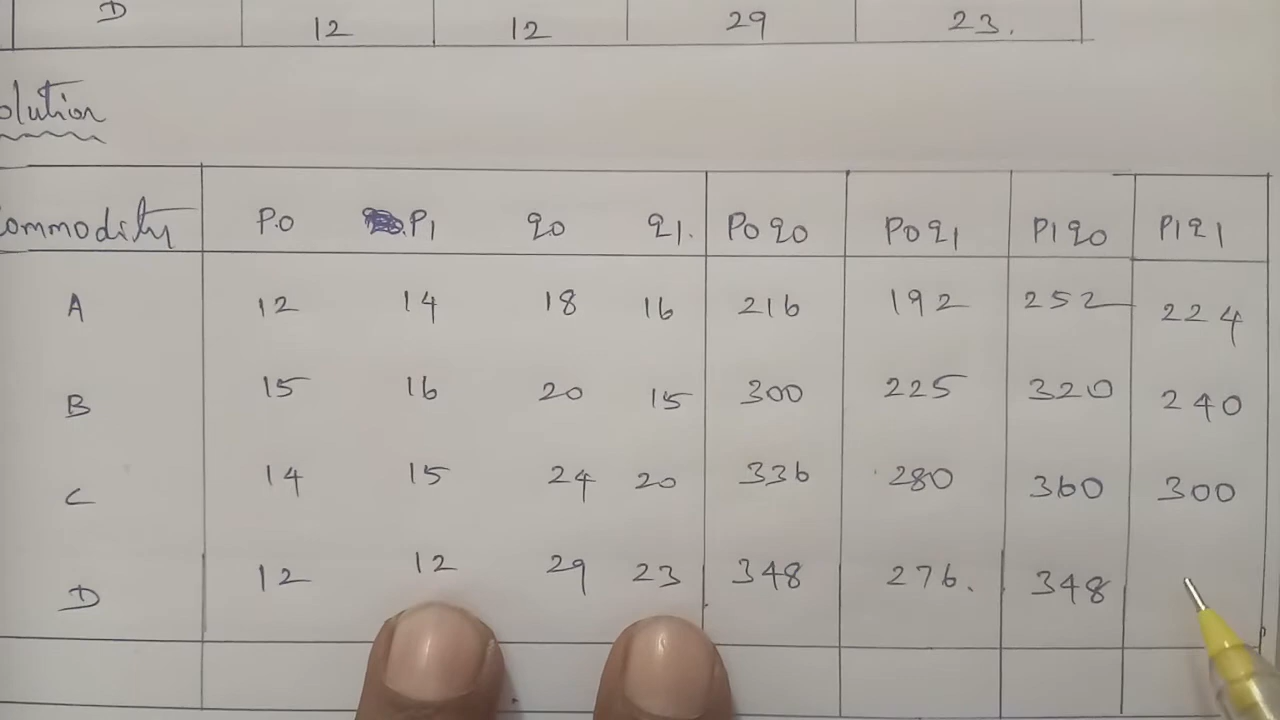 D 12 12 29 23.
olution
ommodity P.0 P1 q0 q1. P0q0 P0q1 P1q0 P1q1
A 12 14 18 16 216 192 252 224
B 15 16 20 15 300 225 320 240
C 14 15 24 20 336 280 360 300
D 12 12 29 23 348 276. 348